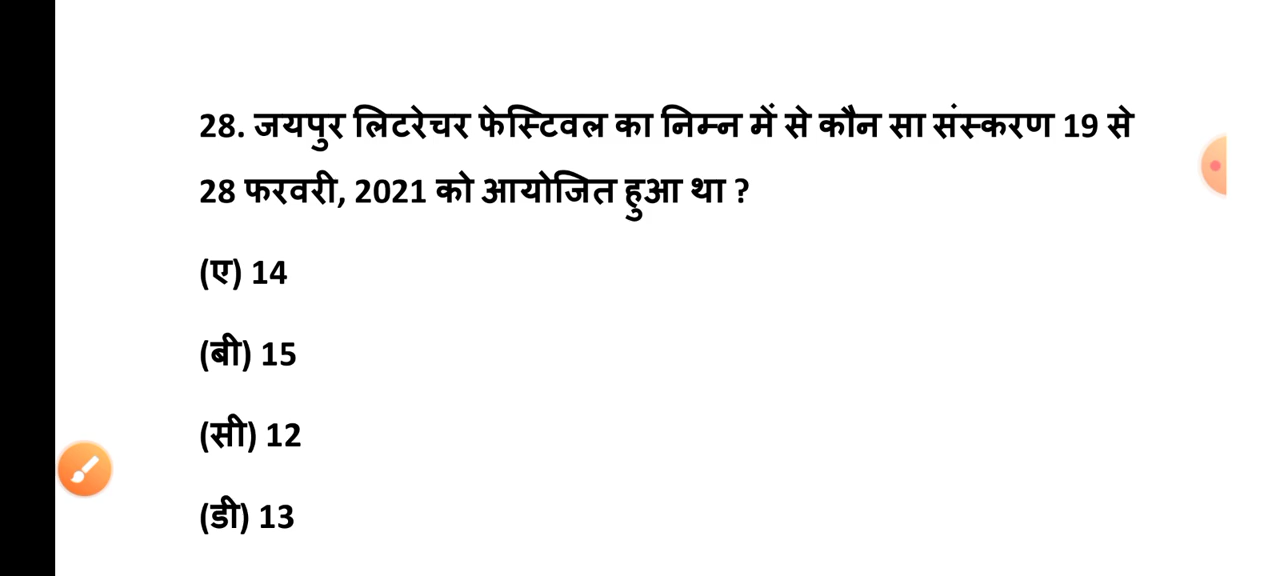 28. जयपुर लिटरेचर फेस्टिवल का निम्न में से कौन सा संस्करण 19 से
28 फरवरी, 2021 को आयोजित हुआ था ?
(ए) 14
(बी) 15
(सी) 12
(डी) 13